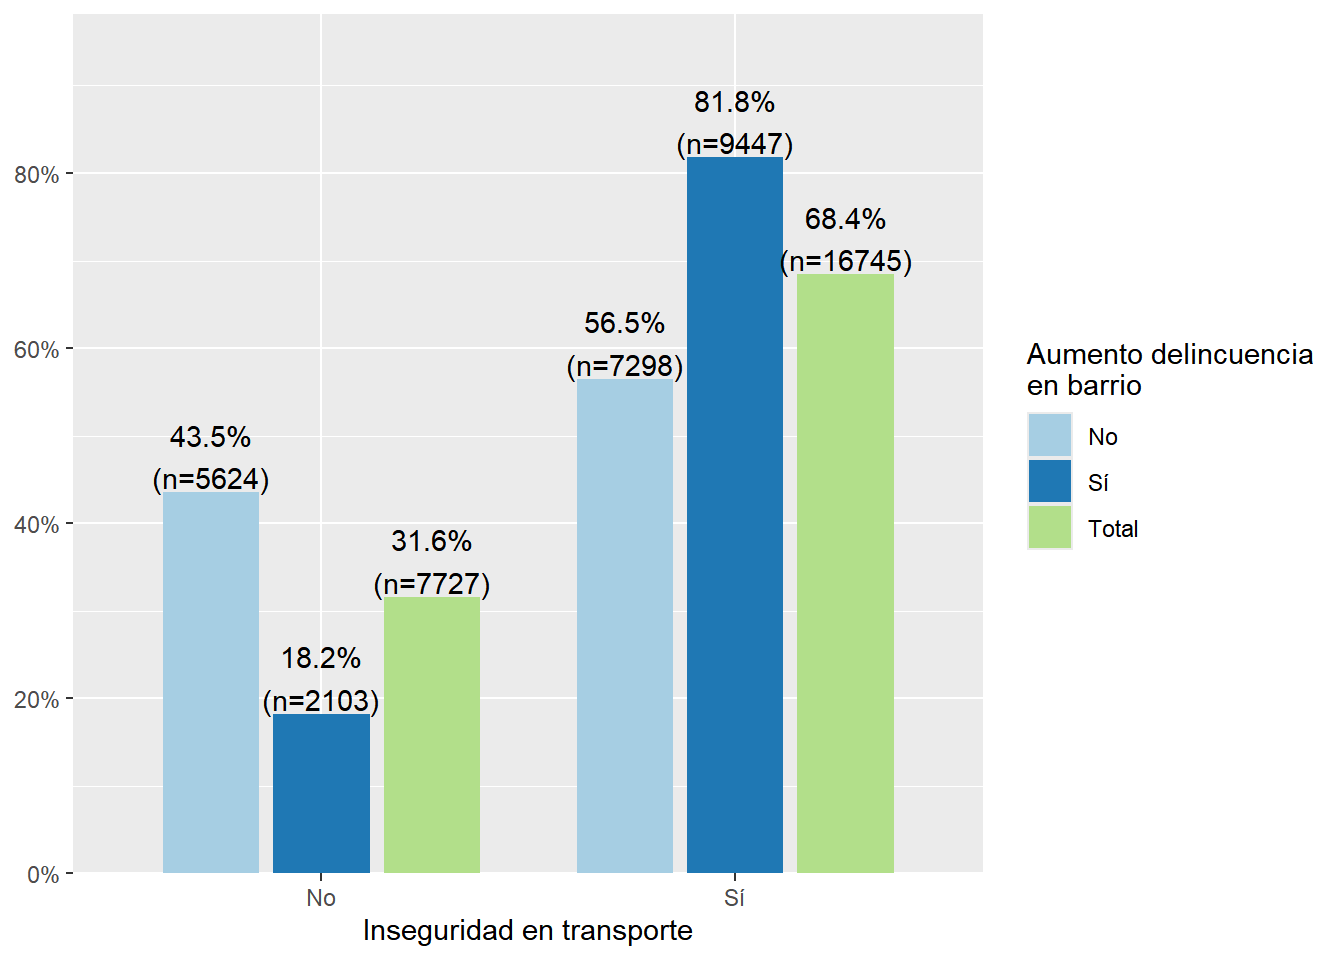 81.8%
(n=9447)
68.4%
(n=16745)
56.5%
(n=7298)
43.5%
(n=5624)
31.6%
(n=7727)
18.2%
(n=2103)
80%
60%
40%
20%
0%
No
Sí
Inseguridad en transporte
Aumento delincuencia
en barrio
No
Sí
Total